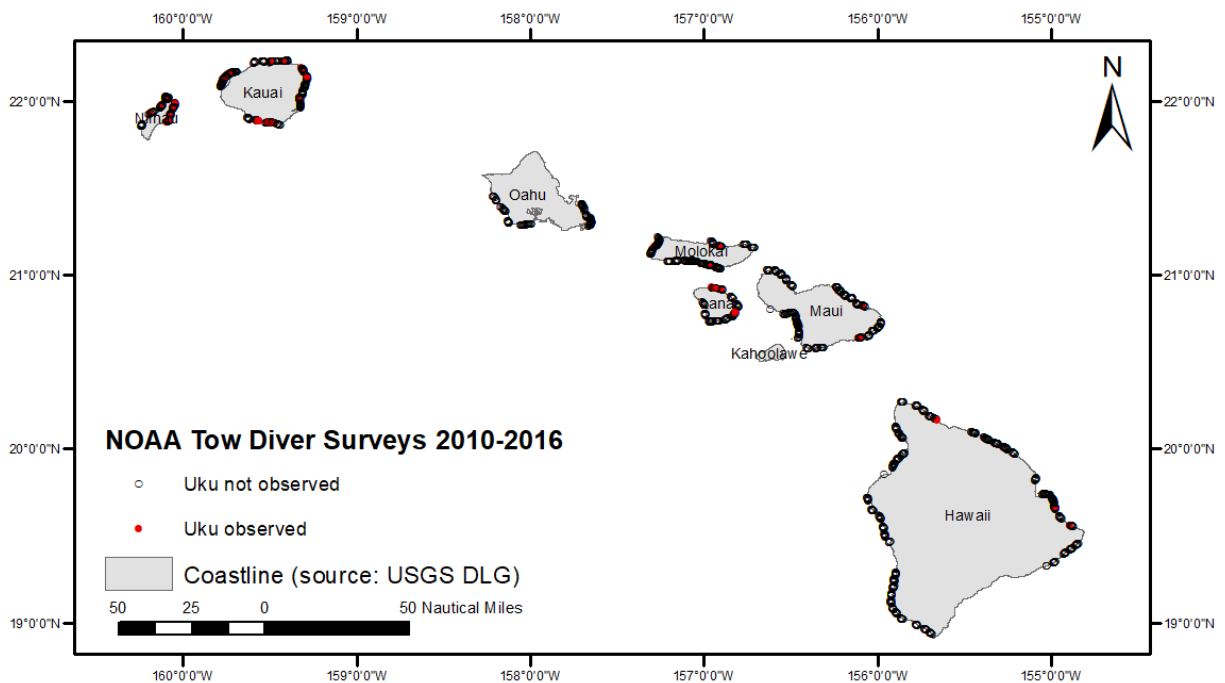 160°0'0"W 159°0'0"W 158°0'0"W 157°0'0"W 156°0'0"W 155°0'0"W
N
22°0'0"N 22°0'0"N
Kauai
Oahu
Molokai
21°0'0"N 21°0'0"N
Maui
Kahoolawe
NOAA Tow Diver Surveys 2010-2016
20°0'0"N 20°0'0"N
Uku not observed
Hawaii
Uku observed
Coastline (source: USGS DLG)
50 25 0 50 Nautical Miles
19°0'0"N 19°0'0"N
160°0'0"W 159°0'0"W 158°0'0"W 157°0'0"W 156°0'0"W 155°0'0"W